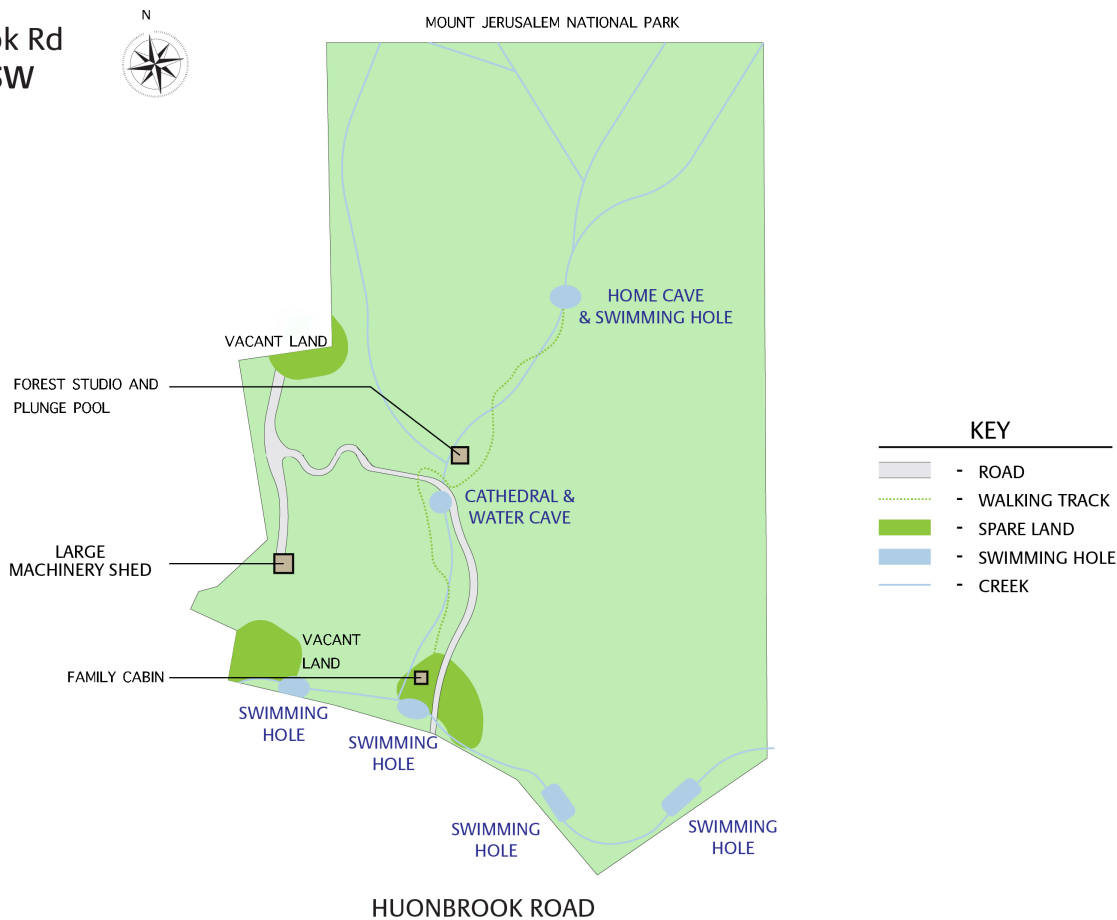 N
MOUNT JERUSALEM NATIONAL PARK
ok Rd
SW
HOME CAVE
& SWIMMING HOLE
VACANT LAND
FOREST STUDIO AND
PLUNGE POOL
KEY
- ROAD
- WALKING TRACK
- SPARE LAND
- SWIMMING HOLE
- CREEK
CATHEDRAL &
WATER CAVE
LARGE
MACHINERY SHED
VACANT
LAND
FAMILY CABIN
SWIMMING
HOLE
SWIMMING
HOLE
SWIMMING
HOLE
SWIMMING
HOLE
HUONBROOK ROAD